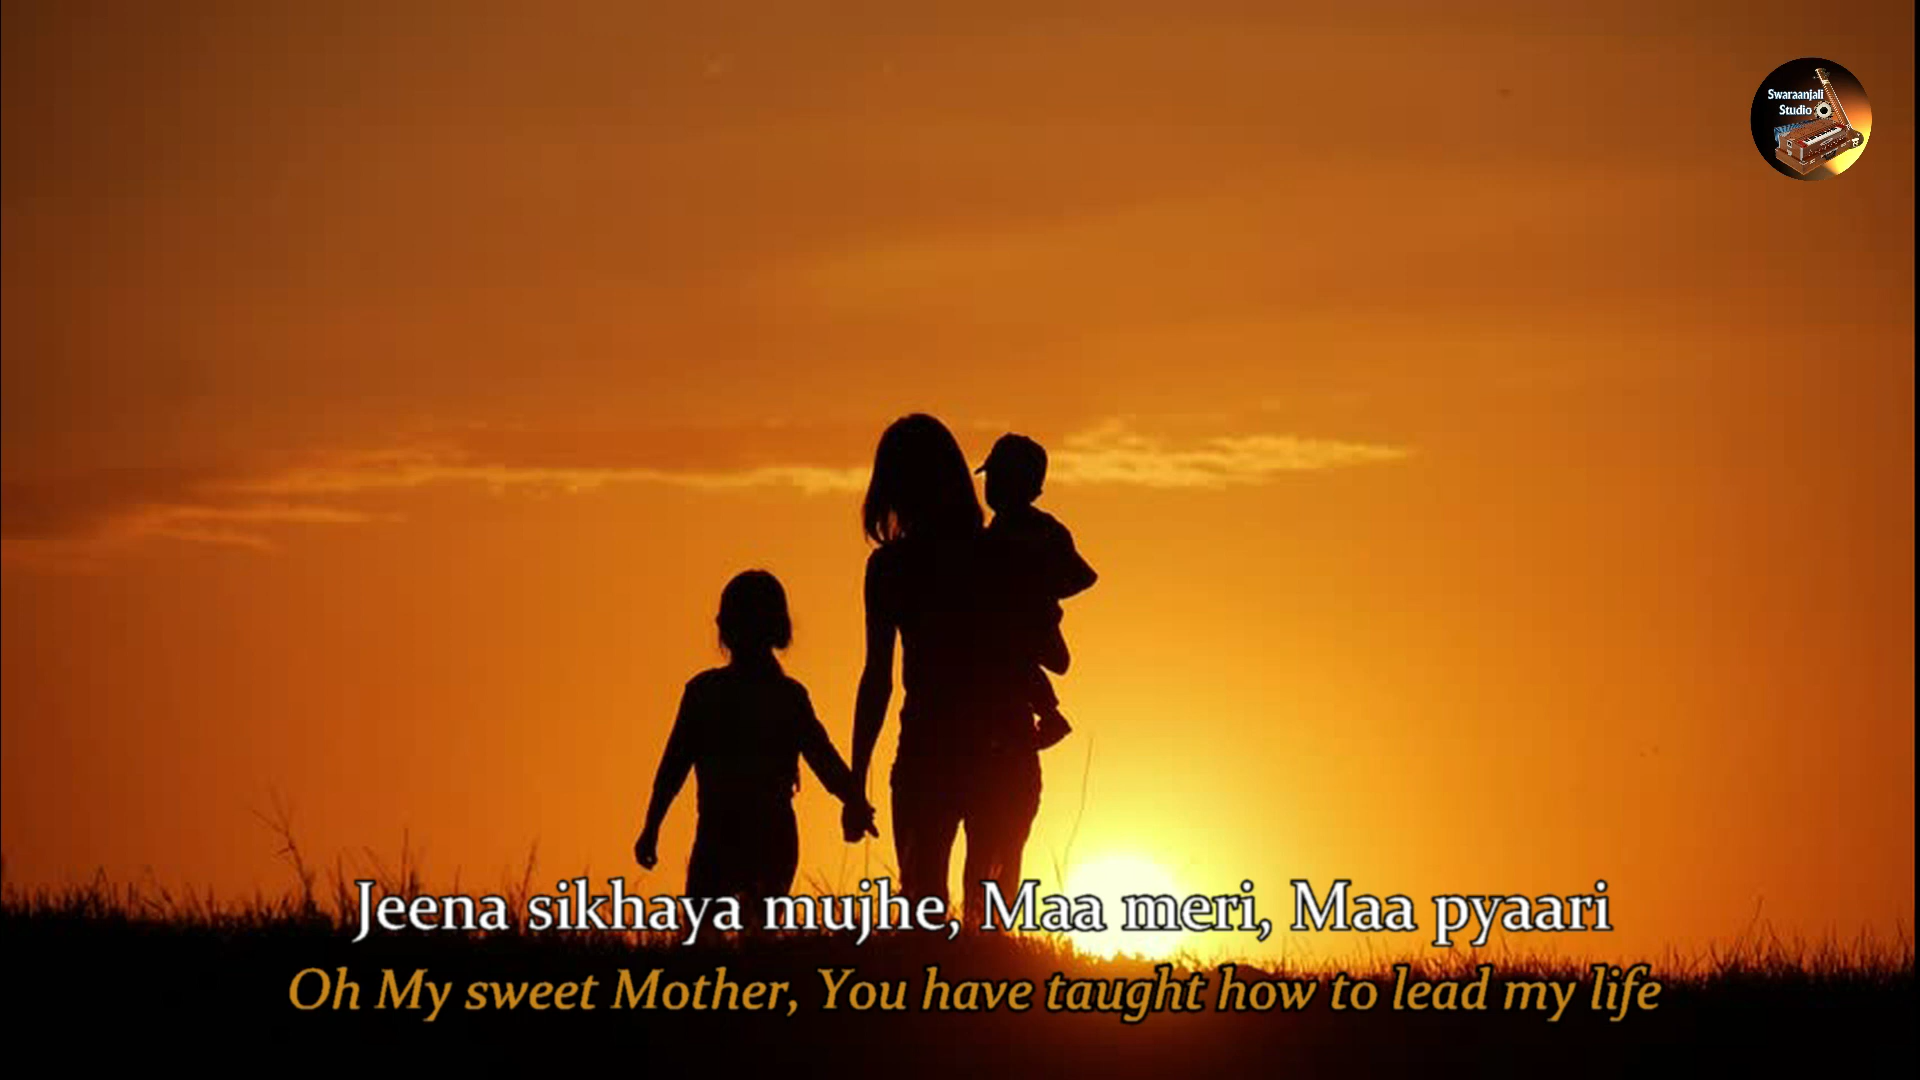 Swaraanjali
Studio
Jeena sikhaya mujhe, Maa meri, Maa pyaari
Oh My sweet Mother, You have taught how to lead my life